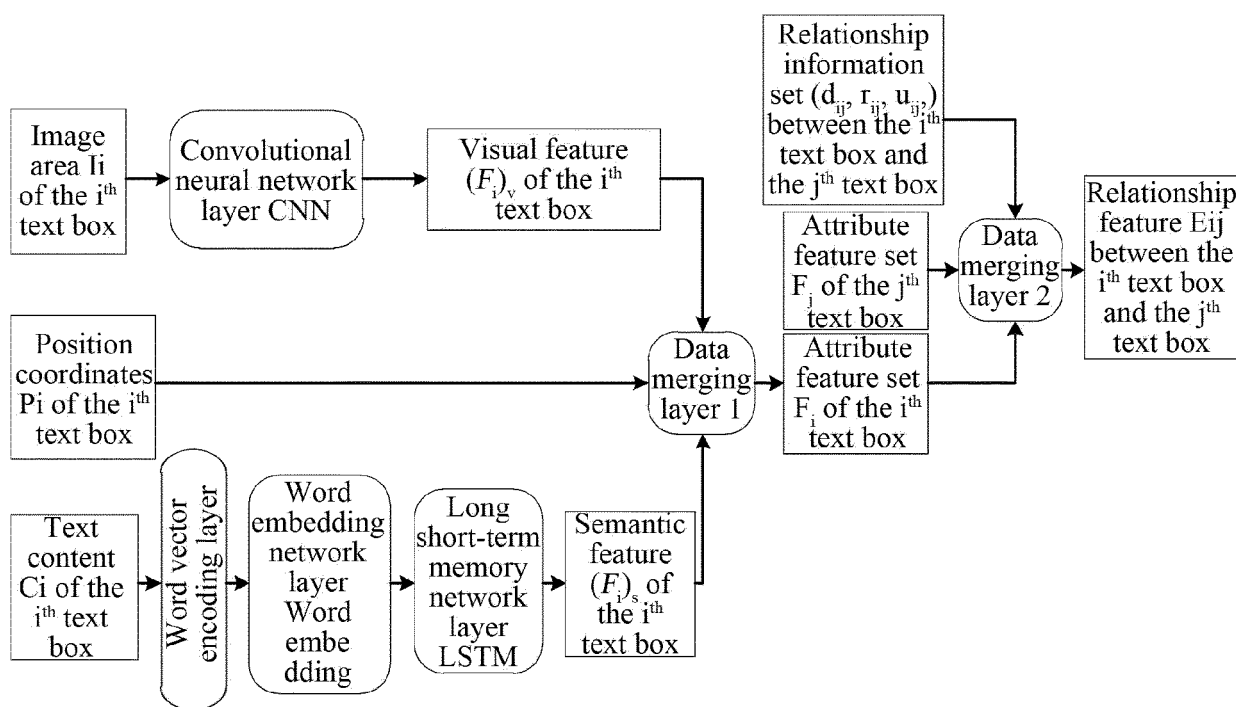 Image
area Ii
of the iᵗʰ
text box
Convolutional
neural network
layer CNN
Visual feature
(Fᵢ)ᵥ of the iᵗʰ
text box
Relationship
information
set (dᵢⱼ, rᵢⱼ, uᵢⱼ,)
between the iᵗʰ
text box and
the jᵗʰ text box
Attribute
feature set
Fⱼ of the jᵗʰ
text box
Data
merging
layer 2
Relationship
feature Eij
between the
iᵗʰ text box
and the jᵗʰ
text box
Position
coordinates
Pi of the iᵗʰ
text box
Data
merging
layer 1
Attribute
feature set
Fᵢ of the iᵗʰ
text box
Text
content
Ci of the
iᵗʰ text
box
Word vector
encoding layer
Word
embedding
network
layer
Word
embe
dding
Long
short-term
memory
network
layer
LSTM
Semantic
feature
(Fᵢ)ₛ of
the iᵗʰ
text box